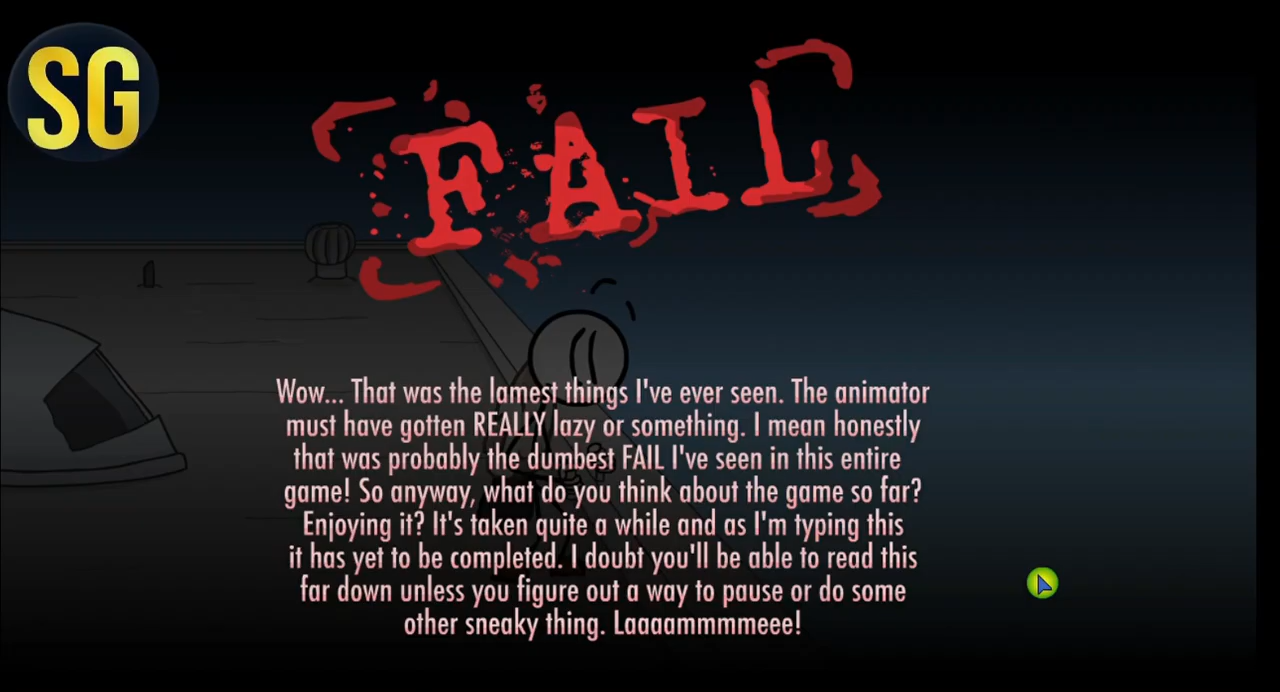 SG
FAIL
Wow... That was the lamest things I've ever seen. The animator
must have gotten REALLY lazy or something. I mean honestly
that was probably the dumbest FAIL I've seen in this entire
game! So anyway, what do you think about the game so far?
Enjoying it? It's taken quite a while and as I'm typing this
it has yet to be completed. I doubt you'll be able to read this
far down unless you figure out a way to pause or do some
other sneaky thing. Laaaammmmeee!